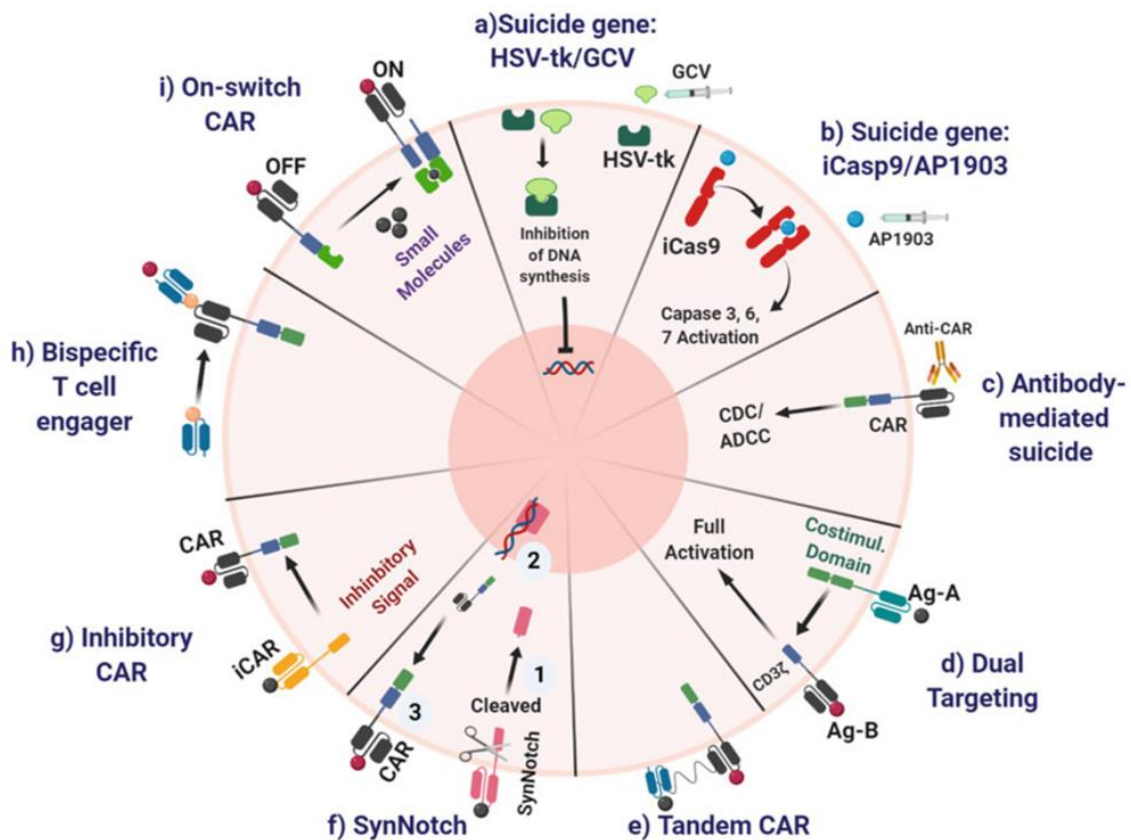 a)Suicide gene:
HSV-tk/GCV
GCV
HSV-tk
Inhibition
of DNA
synthesis
b) Suicide gene:
iCasp9/AP1903
AP1903
iCas9
Capase 3, 6,
7 Activation
c) Antibody-
mediated
suicide
Anti-CAR
CAR
CDC/
ADCC
d) Dual
Targeting
Costimul.
Domain
Ag-A
Full
Activation
CD3ζ
Ag-B
e) Tandem CAR
f) SynNotch
SynNotch
Cleaved
1
2
3
CAR
g) Inhibitory
CAR
CAR
iCAR
Inhinbitory
Signal
h) Bispecific
T cell
engager
i) On-switch
CAR
ON
OFF
Small
Molecules